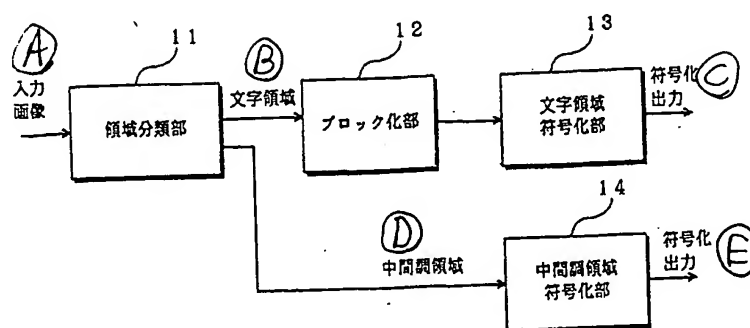 A
入力
画像
11
領域分類部
B
文字領域
12
ブロック化部
13
文字領域
符号化部
符号化
出力
C
D
中間調領域
14
中間調領域
符号化部
符号化
出力
E